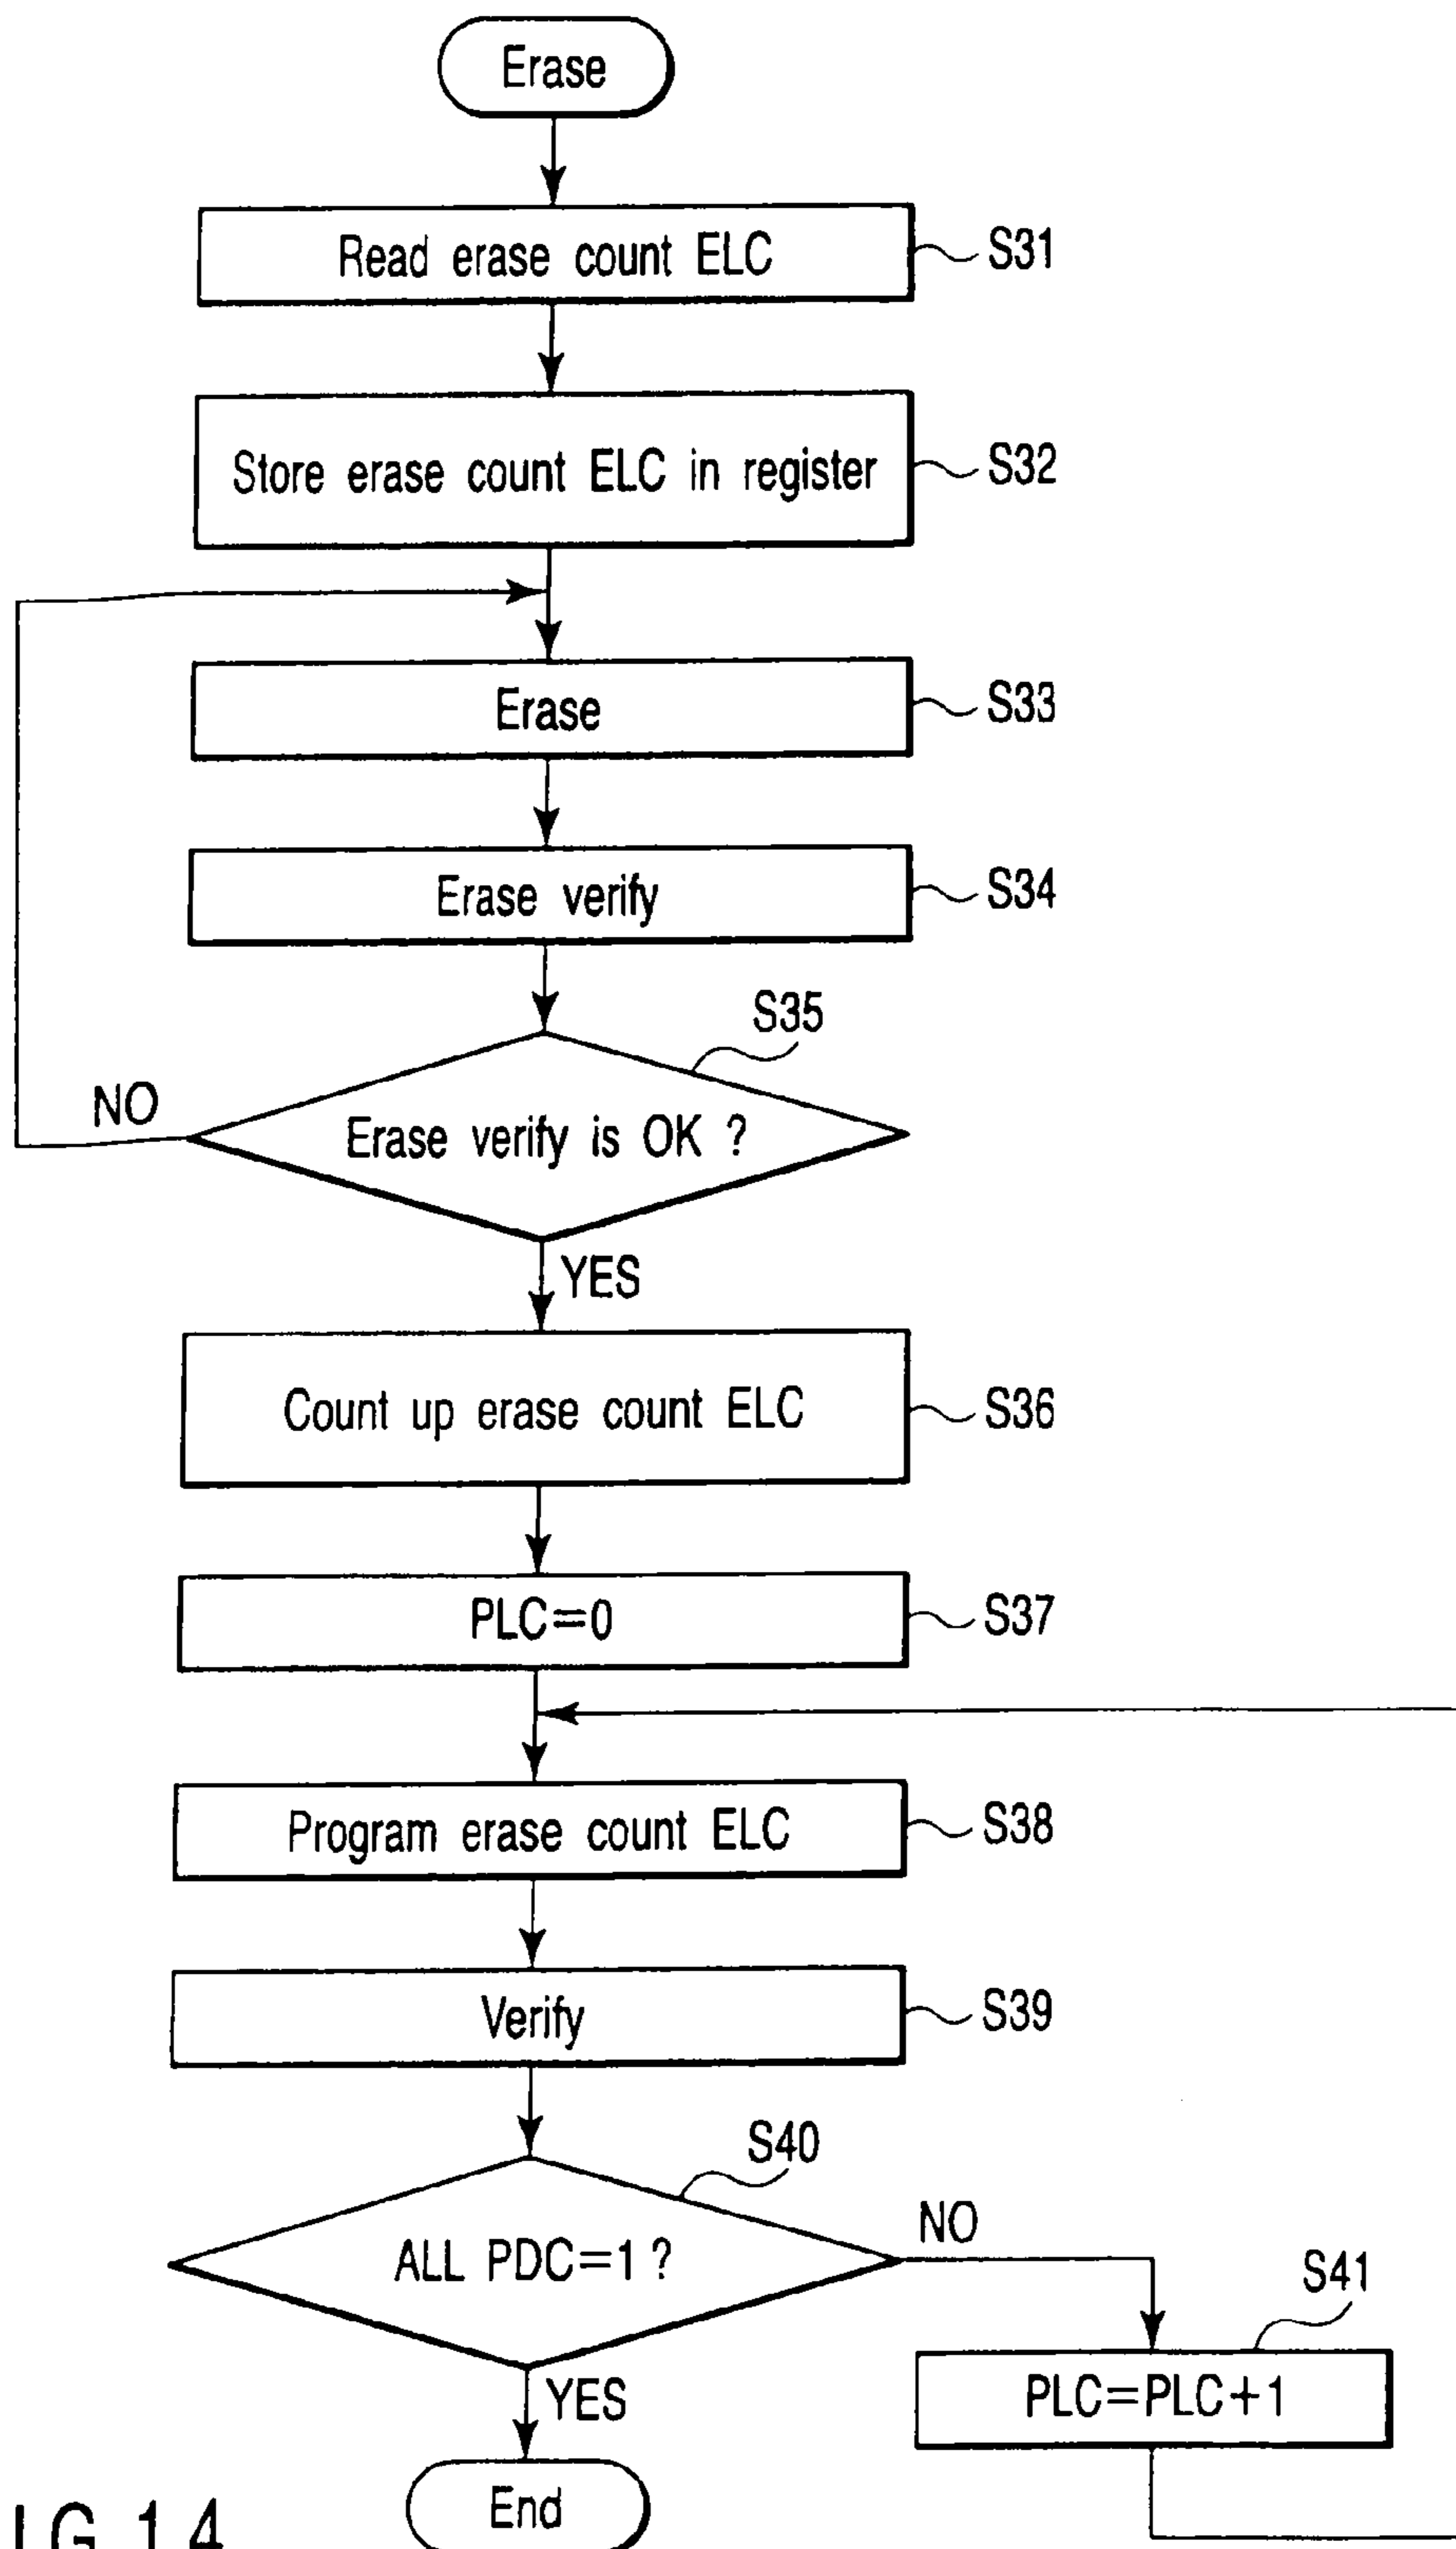 Erase
Read erase count ELC
S31
Store erase count ELC in register
S32
Erase
S33
Erase verify
S34
S35
NO
Erase verify is OK ?
YES
Count up erase count ELC
S36
PLC=0
S37
Program erase count ELC
S38
Verify
S39
S40
ALL PDC=1 ?
NO
S41
YES
PLC=PLC+1
End
IG 14